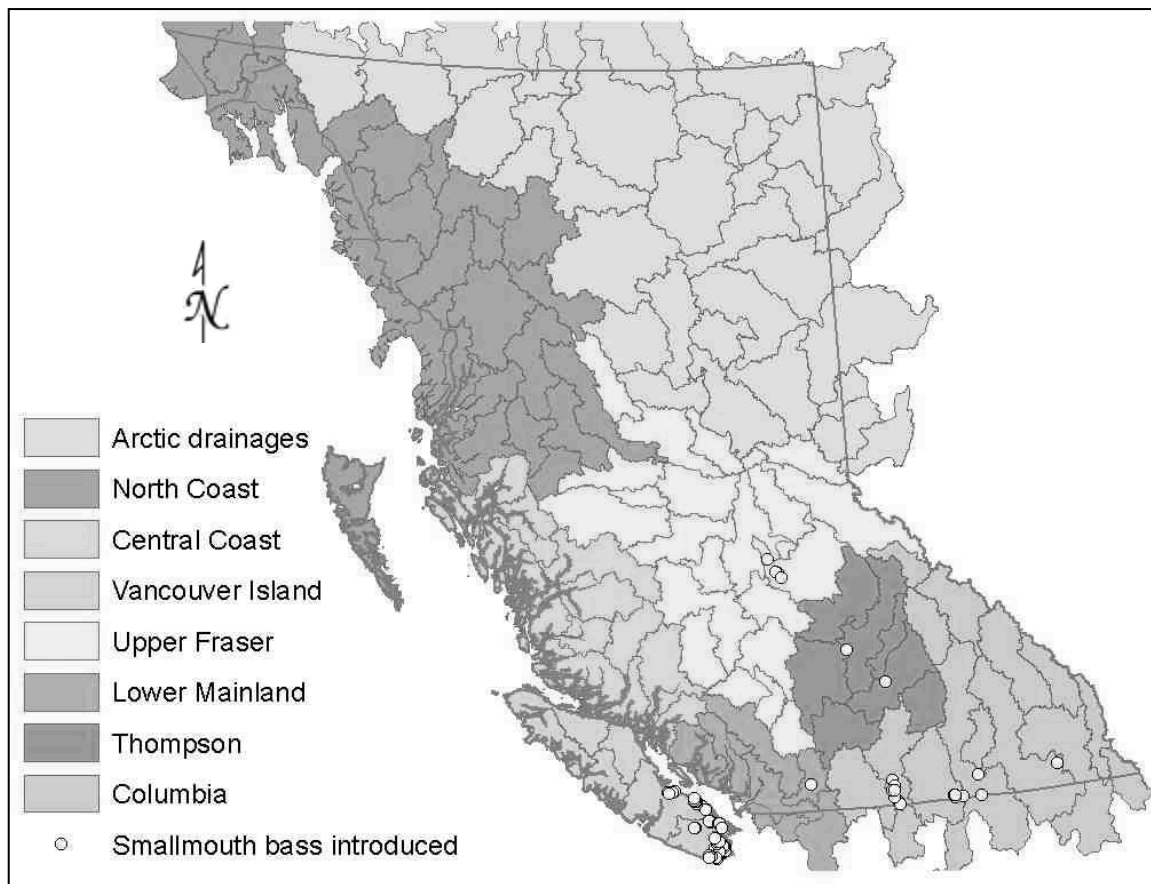 N
Arctic drainages
North Coast
Central Coast
Vancouver Island
Upper Fraser
Lower Mainland
Thompson
Columbia
Smallmouth bass introduced